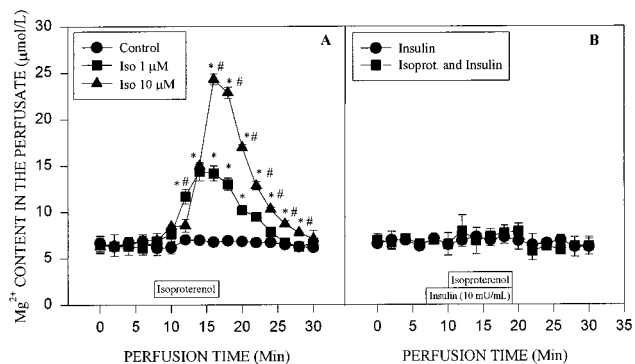 Mg2+ CONTENT IN THE PERFUSATE (μmol/L)
30
25
20
15
10
5
0
A
Control
Iso 1 μM
Iso 10 μM
* #
* #
* #
* #
*
*
*
* #
*
* #
* #
* #
* #
Isoproterenol
0 5 10 15 20 25 30
PERFUSION TIME (Min)
B
Insulin
Isoprot. and Insulin
Isoproterenol
Insulin (10 mU/mL)
0 5 10 15 20 25 30
PERFUSION TIME (Min)